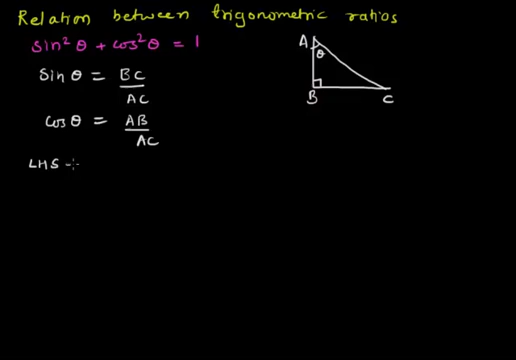 Relation between trigonometric ratios
sin²θ + cos²θ = 1
sin θ = BC/AC
cos θ = AB/AC
LHS -
A
θ
B
C